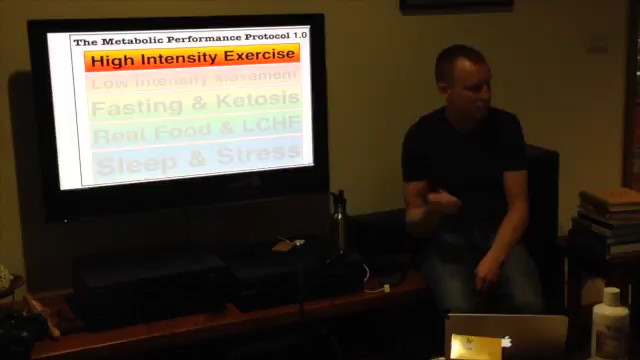 The Metabolic Performance Protocol 1.0
High Intensity Exercise
Low Intensity Movement
Fasting & Ketosis
Real Food & LCHF
Sleep & Stress